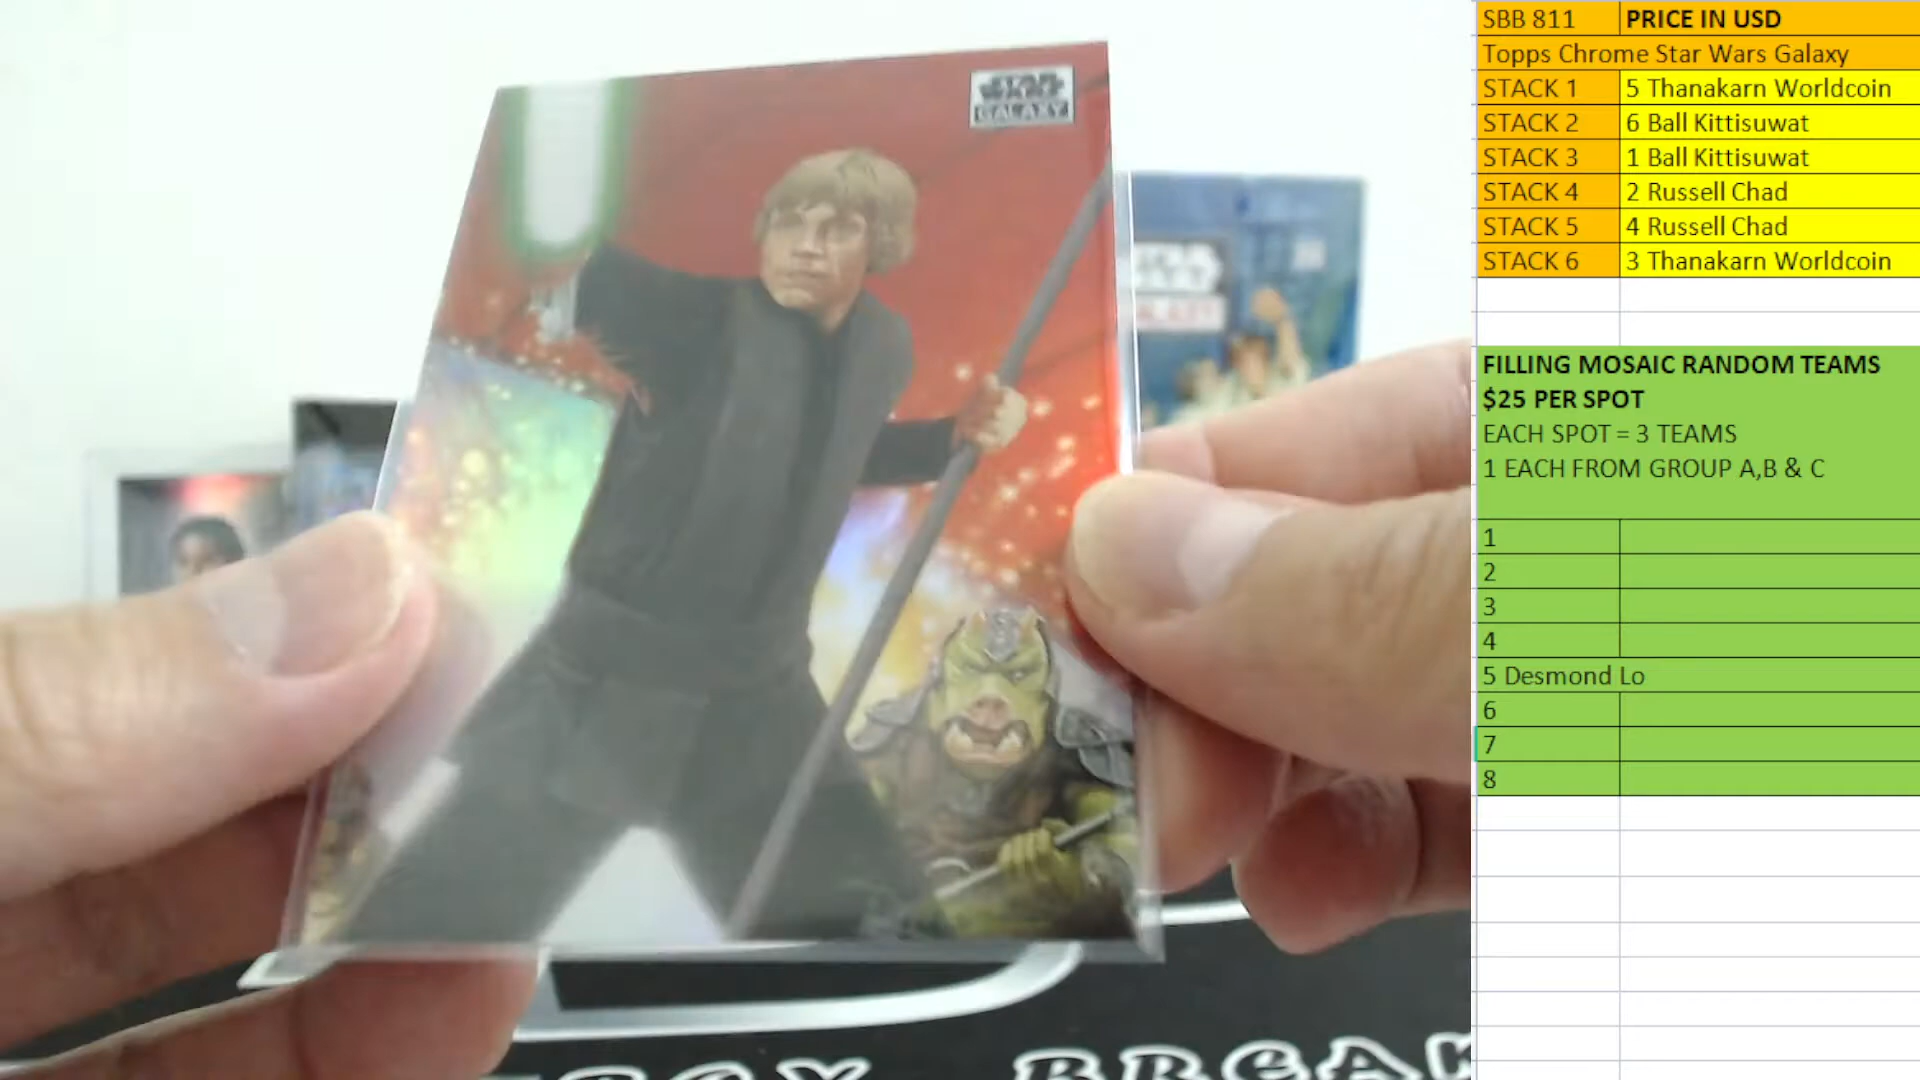 STAR
WARS
GALAXY
SBB 811 PRICE IN USD
Topps Chrome Star Wars Galaxy
STACK 1 5 Thanakarn Worldcoin
STACK 2 6 Ball Kittisuwat
STACK 3 1 Ball Kittisuwat
STACK 4 2 Russell Chad
STACK 5 4 Russell Chad
STACK 6 3 Thanakarn Worldcoin
FILLING MOSAIC RANDOM TEAMS
$25 PER SPOT
EACH SPOT = 3 TEAMS
1 EACH FROM GROUP A,B & C
1
2
3
4
5 Desmond Lo
6
7
8
BOX BREAK